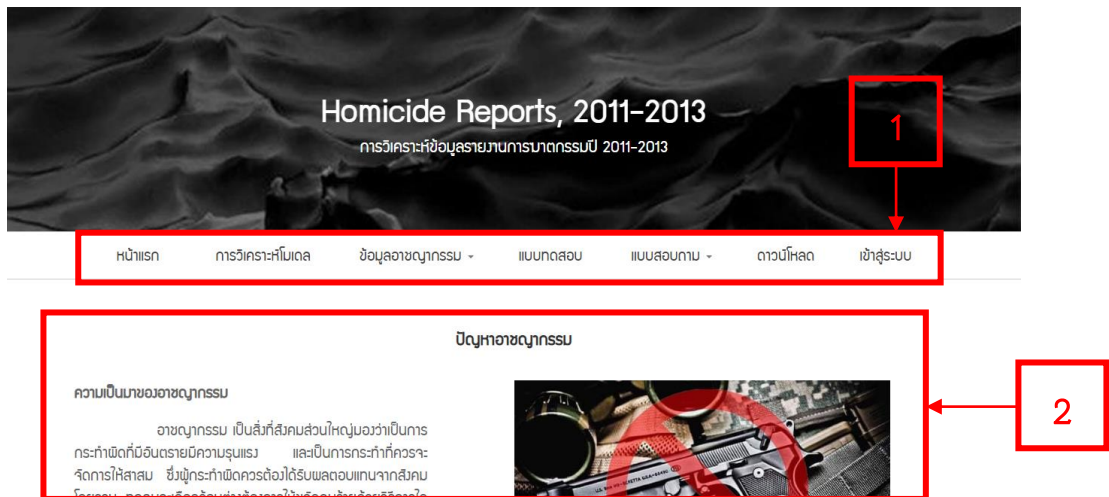 Homicide Reports, 2011-2013
การวิเคราะห์ข้อมูลรายงานการฆาตกรรมปี 2011-2013
1
หน้าแรก การวิเคราะห์โมเดล ข้อมูลอาชญากรรม แบบทดสอบ แบบสอบถาม ดาวน์โหลด เข้าสู่ระบบ
ปัญหาอาชญากรรม
2
ความเป็นมาของอาชญากรรม
อาชญากรรม เป็นสิ่งที่สังคมส่วนใหญ่มองว่าเป็นการ
กระทำผิดที่มีอันตรายมีความรุนแรง และเป็นการกระทำที่ควรจะ
จัดการให้สาสม ซึ่งผู้กระทำผิดควรต้องได้รับผลตอบแทนจากสังคม